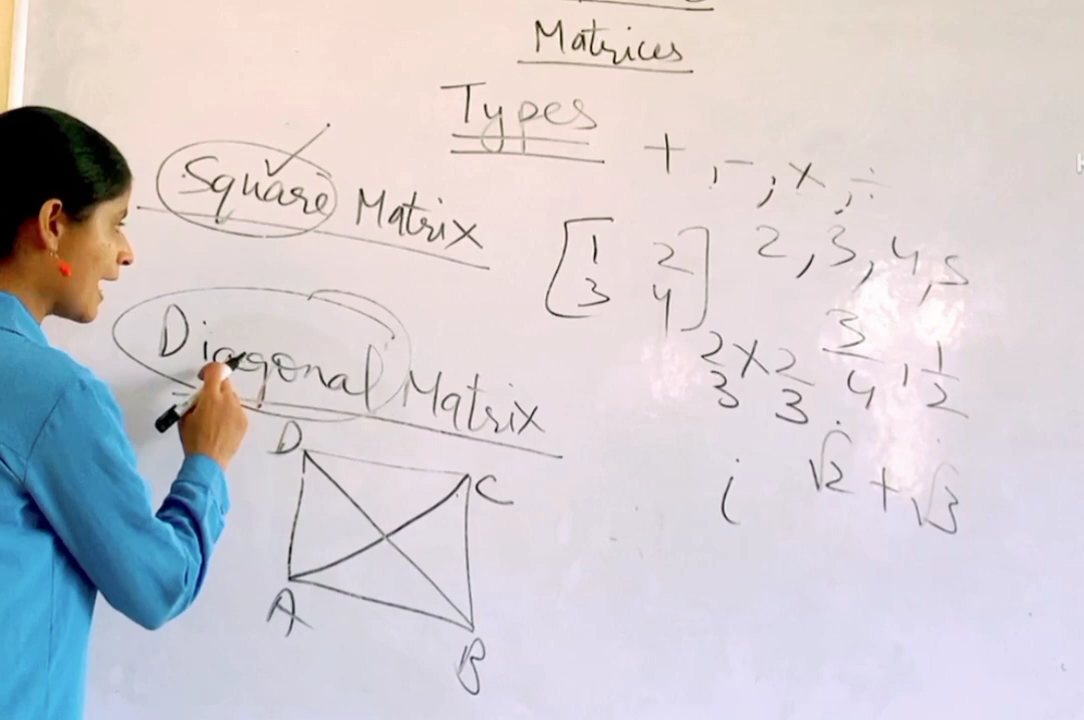 Matrices
Types
+, -, ×, ÷
Square Matrix
[1 2
3 4]
2, 3, 4, 5
2/3 × 2/3
3/4, 1/2
Diagonal Matrix
i
√2 + √3
D
C
A
B